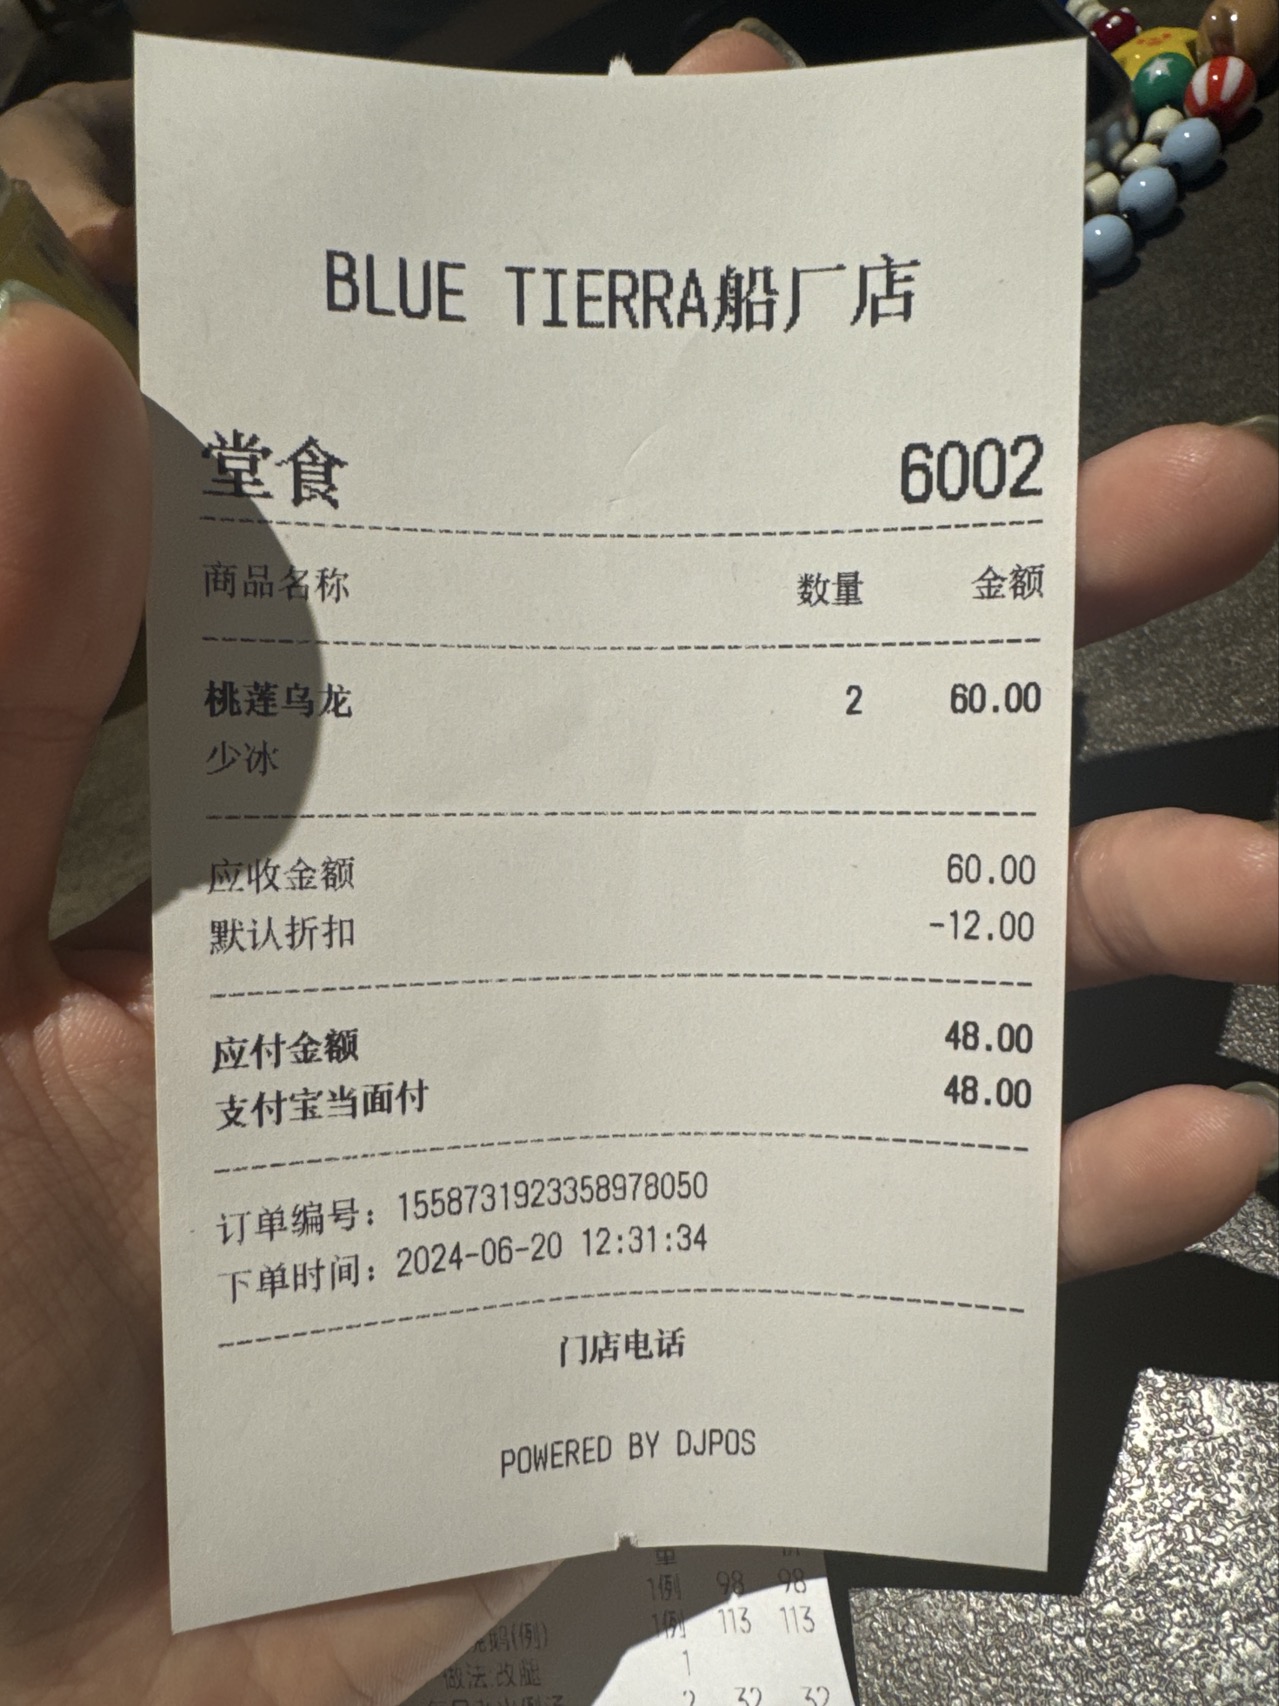 BLUE TIERRA船厂店
堂食 6002
商品名称 数量 金额
桃莲乌龙 2 60.00
少冰
应收金额 60.00
默认折扣 -12.00
应付金额 48.00
支付宝当面付 48.00
订单编号：1558731923358978050
下单时间：2024-06-20 12:31:34
门店电话
POWERED BY DJPOS
1例 98 98
(例) 1例 113 113
做法:改腿 1
2 32 32